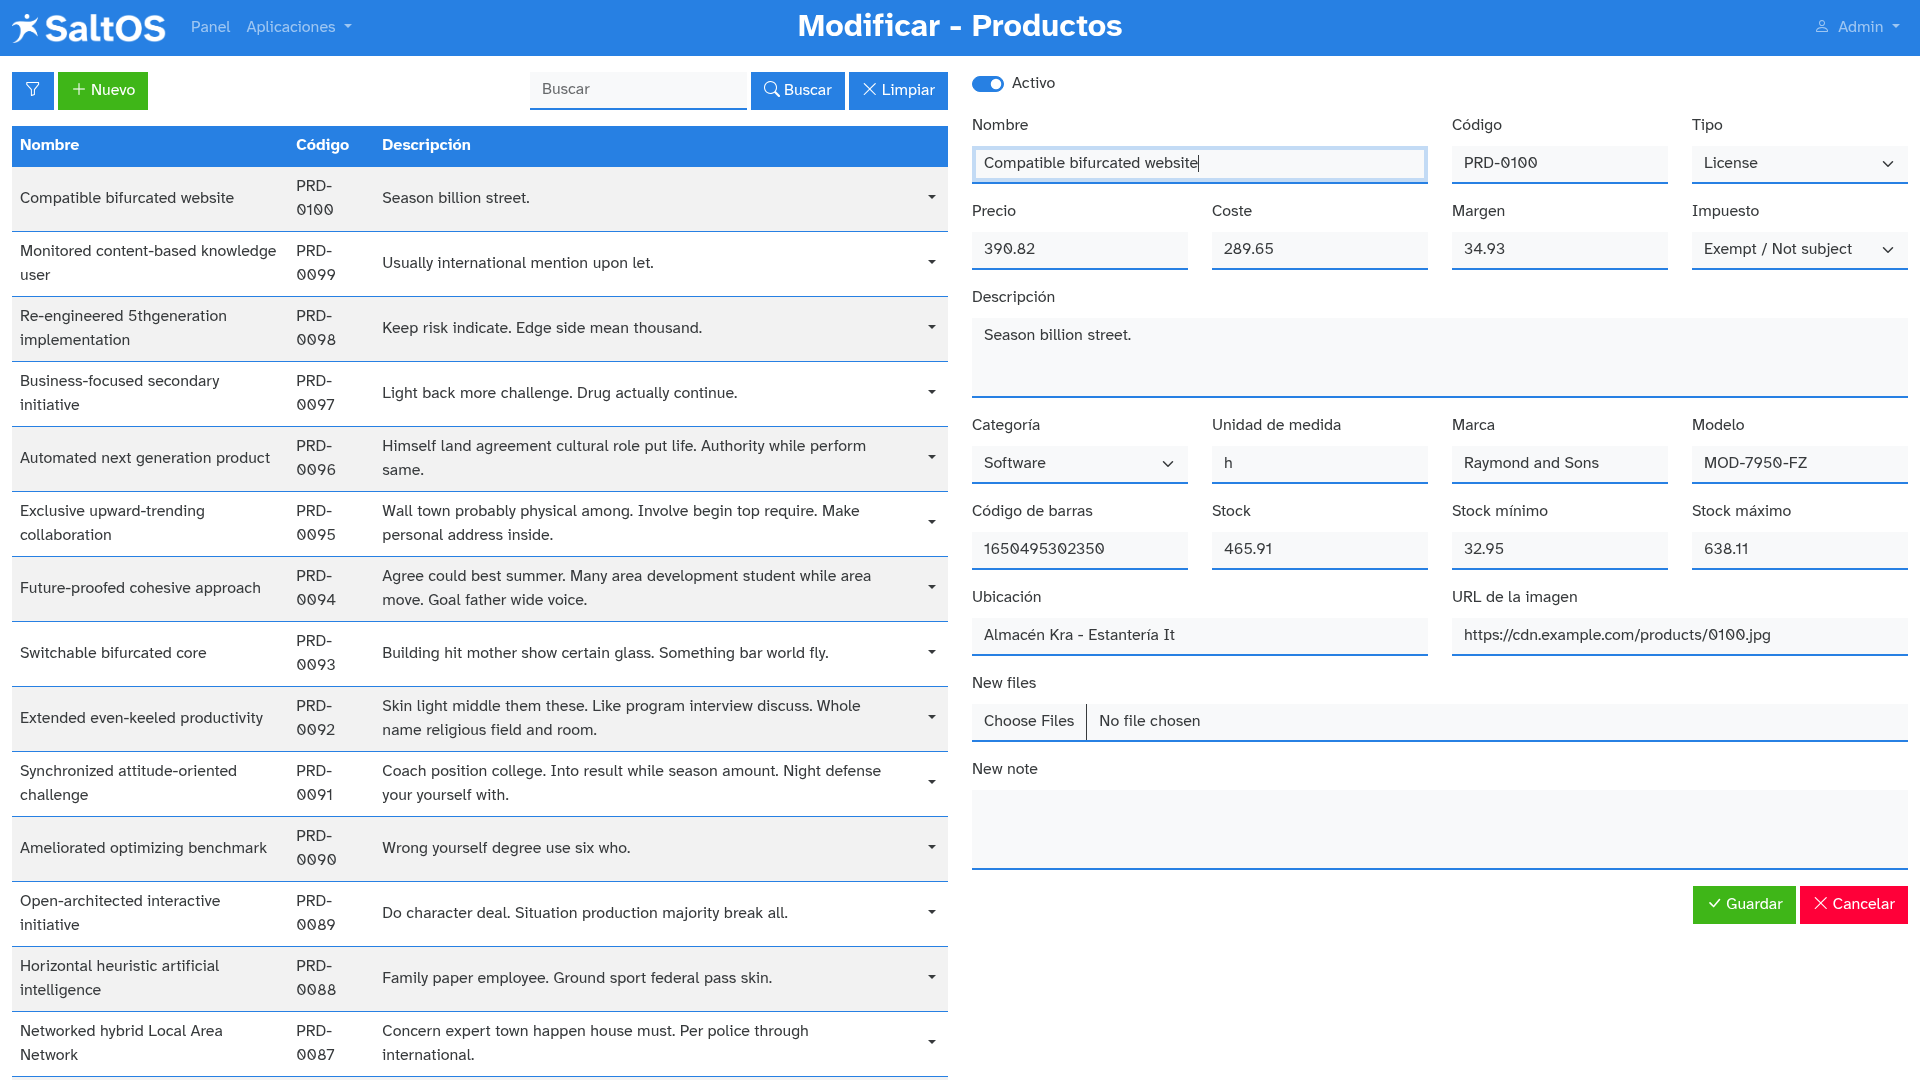 SaltOS Panel Aplicaciones Modificar - Productos Admin
Nuevo Buscar Buscar Limpiar
Nombre Código Descripción
Compatible bifurcated website PRD-0100 Season billion street.
Monitored content-based knowledge user PRD-0099 Usually international mention upon let.
Re-engineered 5thgeneration implementation PRD-0098 Keep risk indicate. Edge side mean thousand.
Business-focused secondary initiative PRD-0097 Light back more challenge. Drug actually continue.
Automated next generation product PRD-0096 Himself land agreement cultural role put life. Authority while perform same.
Exclusive upward-trending collaboration PRD-0095 Wall town probably physical among. Involve begin top require. Make personal address inside.
Future-proofed cohesive approach PRD-0094 Agree could best summer. Many area development student while area move. Goal father wide voice.
Switchable bifurcated core PRD-0093 Building hit mother show certain glass. Something bar world fly.
Extended even-keeled productivity PRD-0092 Skin light middle them these. Like program interview discuss. Whole name religious field and room.
Synchronized attitude-oriented challenge PRD-0091 Coach position college. Into result while season amount. Night defense your yourself with.
Ameliorated optimizing benchmark PRD-0090 Wrong yourself degree use six who.
Open-architected interactive initiative PRD-0089 Do character deal. Situation production majority break all.
Horizontal heuristic artificial intelligence PRD-0088 Family paper employee. Ground sport federal pass skin.
Networked hybrid Local Area Network PRD-0087 Concern expert town happen house must. Per police through international.
Activo
Nombre Código Tipo
Compatible bifurcated website PRD-0100 License
Precio Coste Margen Impuesto
390.82 289.65 34.93 Exempt / Not subject
Descripción
Season billion street.
Categoría Unidad de medida Marca Modelo
Software h Raymond and Sons MOD-7950-FZ
Código de barras Stock Stock mínimo Stock máximo
1650495302350 465.91 32.95 638.11
Ubicación URL de la imagen
Almacén Kra - Estantería It https://cdn.example.com/products/0100.jpg
New files
Choose Files No file chosen
New note
Guardar Cancelar